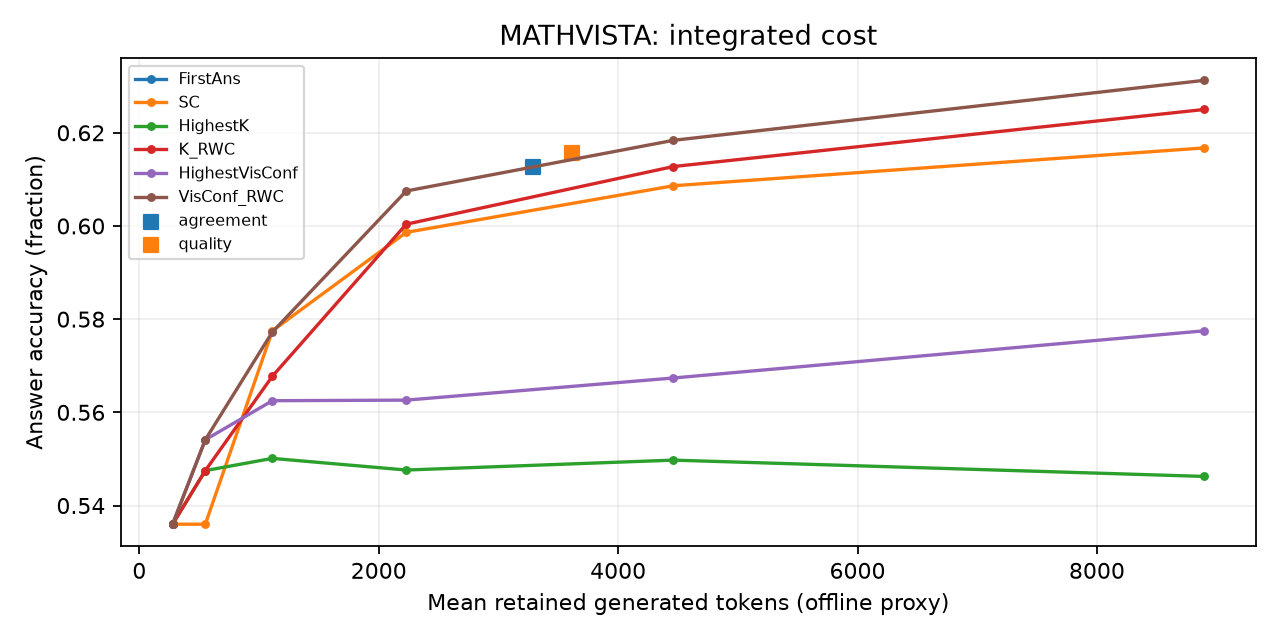 MATHVISTA: integrated cost
FirstAns
SC
HighestK
K_RWC
HighestVisConf
VisConf_RWC
agreement
quality
0.62
0.60
0.58
0.56
0.54
Answer accuracy (fraction)
0 2000 4000 6000 8000
Mean retained generated tokens (offline proxy)